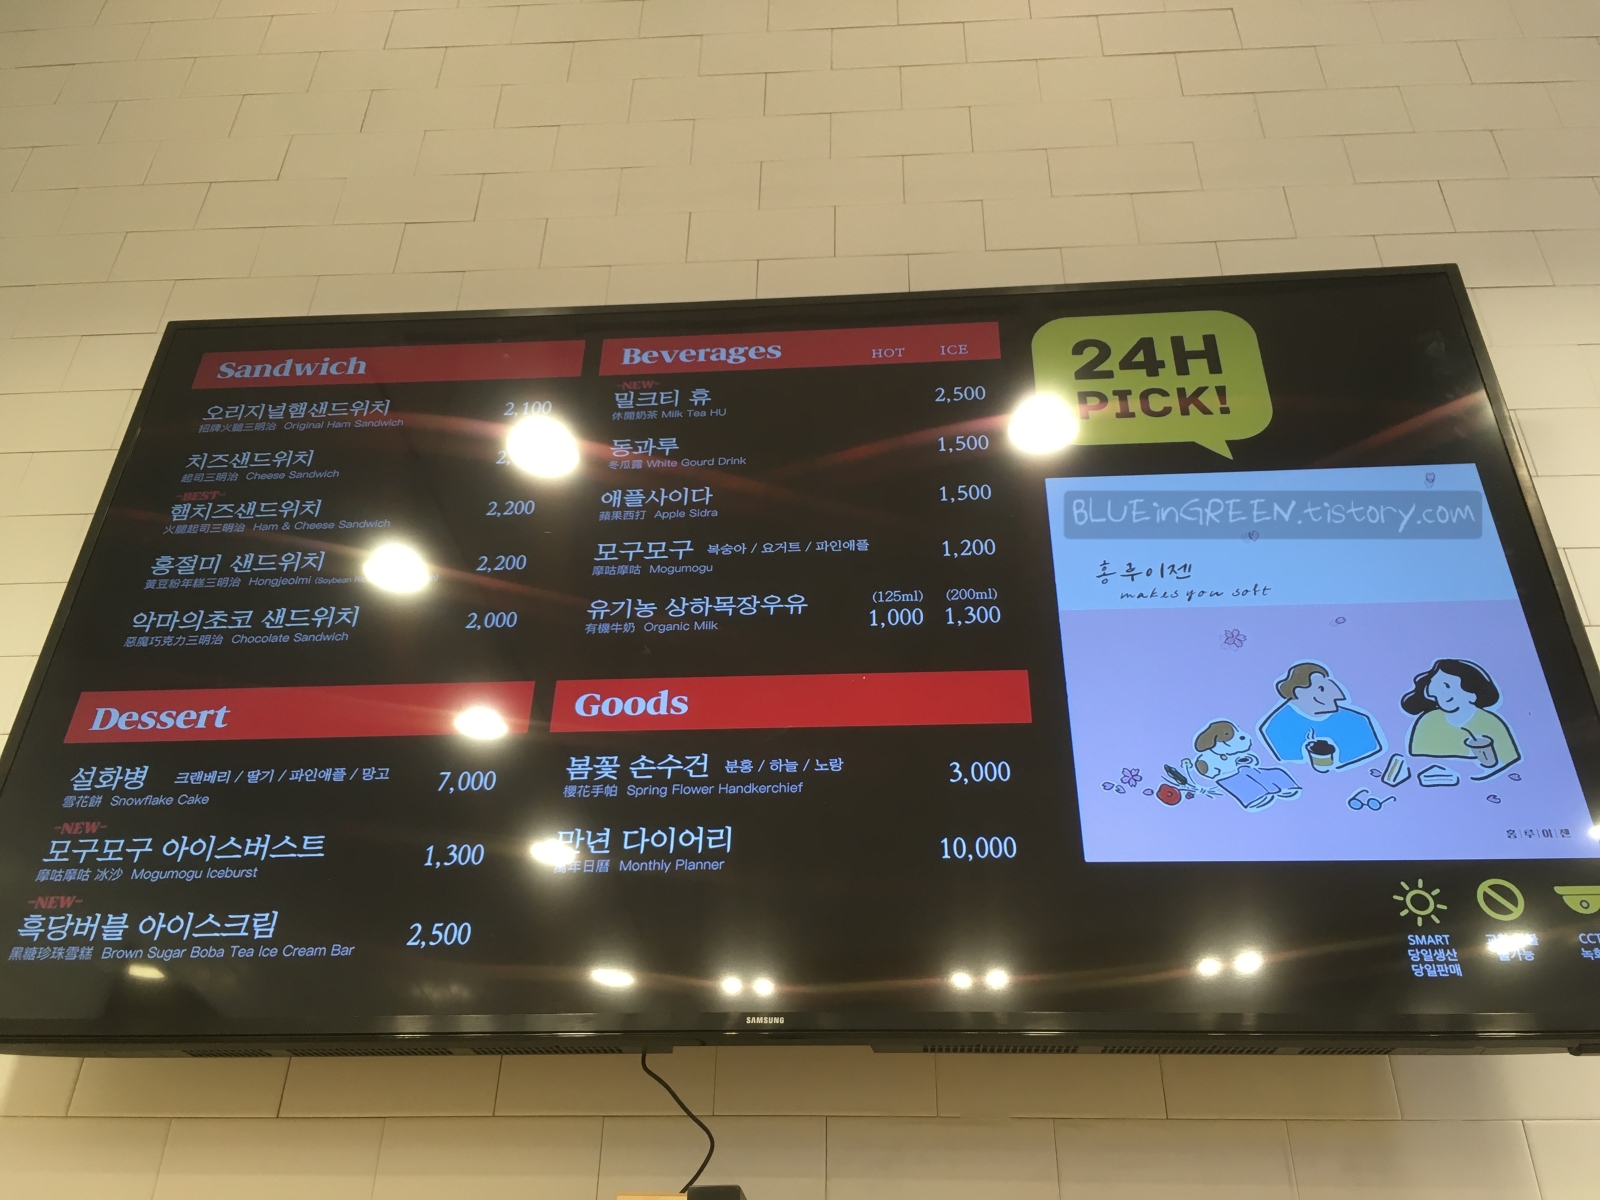 Sandwich
오리지널햄샌드위치 2,100
招牌火腿三明治 Original Ham Sandwich
치즈샌드위치
起司三明治 Cheese Sandwich
-BEST-
햄치즈샌드위치 2,200
火腿起司三明治 Ham & Cheese Sandwich
홍절미 샌드위치 2,200
黃豆粉年糕三明治 Hongjeolmi (Soybean
악마의초코 샌드위치 2,000
惡魔巧克力三明治 Chocolate Sandwich
Dessert
설화병 크랜베리 / 딸기 / 파인애플 / 망고 7,000
雪花餅 Snowflake Cake
-NEW-
모구모구 아이스버스트 1,300
摩咕摩咕 冰沙 Mogumogu Iceburst
-NEW-
흑당버블 아이스크림 2,500
黑糖珍珠雪糕 Brown Sugar Boba Tea Ice Cream Bar
Beverages HOT ICE
-NEW-
밀크티 휴 2,500
休閒奶茶 Milk Tea HU
동과루 1,500
冬瓜露 White Gourd Drink
애플사이다 1,500
蘋果西打 Apple Sidra
모구모구 복숭아 / 요거트 / 파인애플 1,200
摩咕摩咕 Mogumogu
(125ml) (200ml)
유기농 상하목장우유 1,000 1,300
有機牛奶 Organic Milk
Goods
봄꽃 손수건 분홍 / 하늘 / 노랑 3,000
櫻花手帕 Spring Flower Handkerchief
만년 다이어리 10,000
萬年日曆 Monthly Planner
24H
PICK!
BLUEinGREEN.tistory.com
홍루이젠
makes you soft
홍|루|이|젠
SMART
당일생산
당일판매
CCT
녹화
SAMSUNG